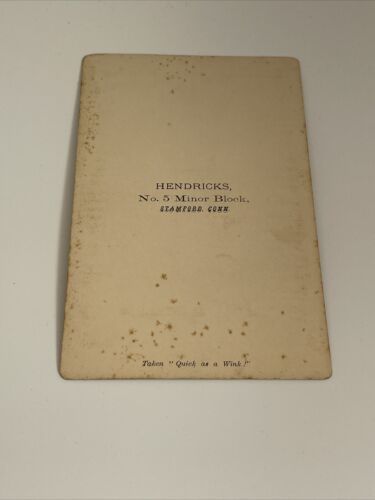 HENDRICKS,
No. 5 Minor Block,
STAMFORD, CONN.
Taken "Quick as a Wink!"